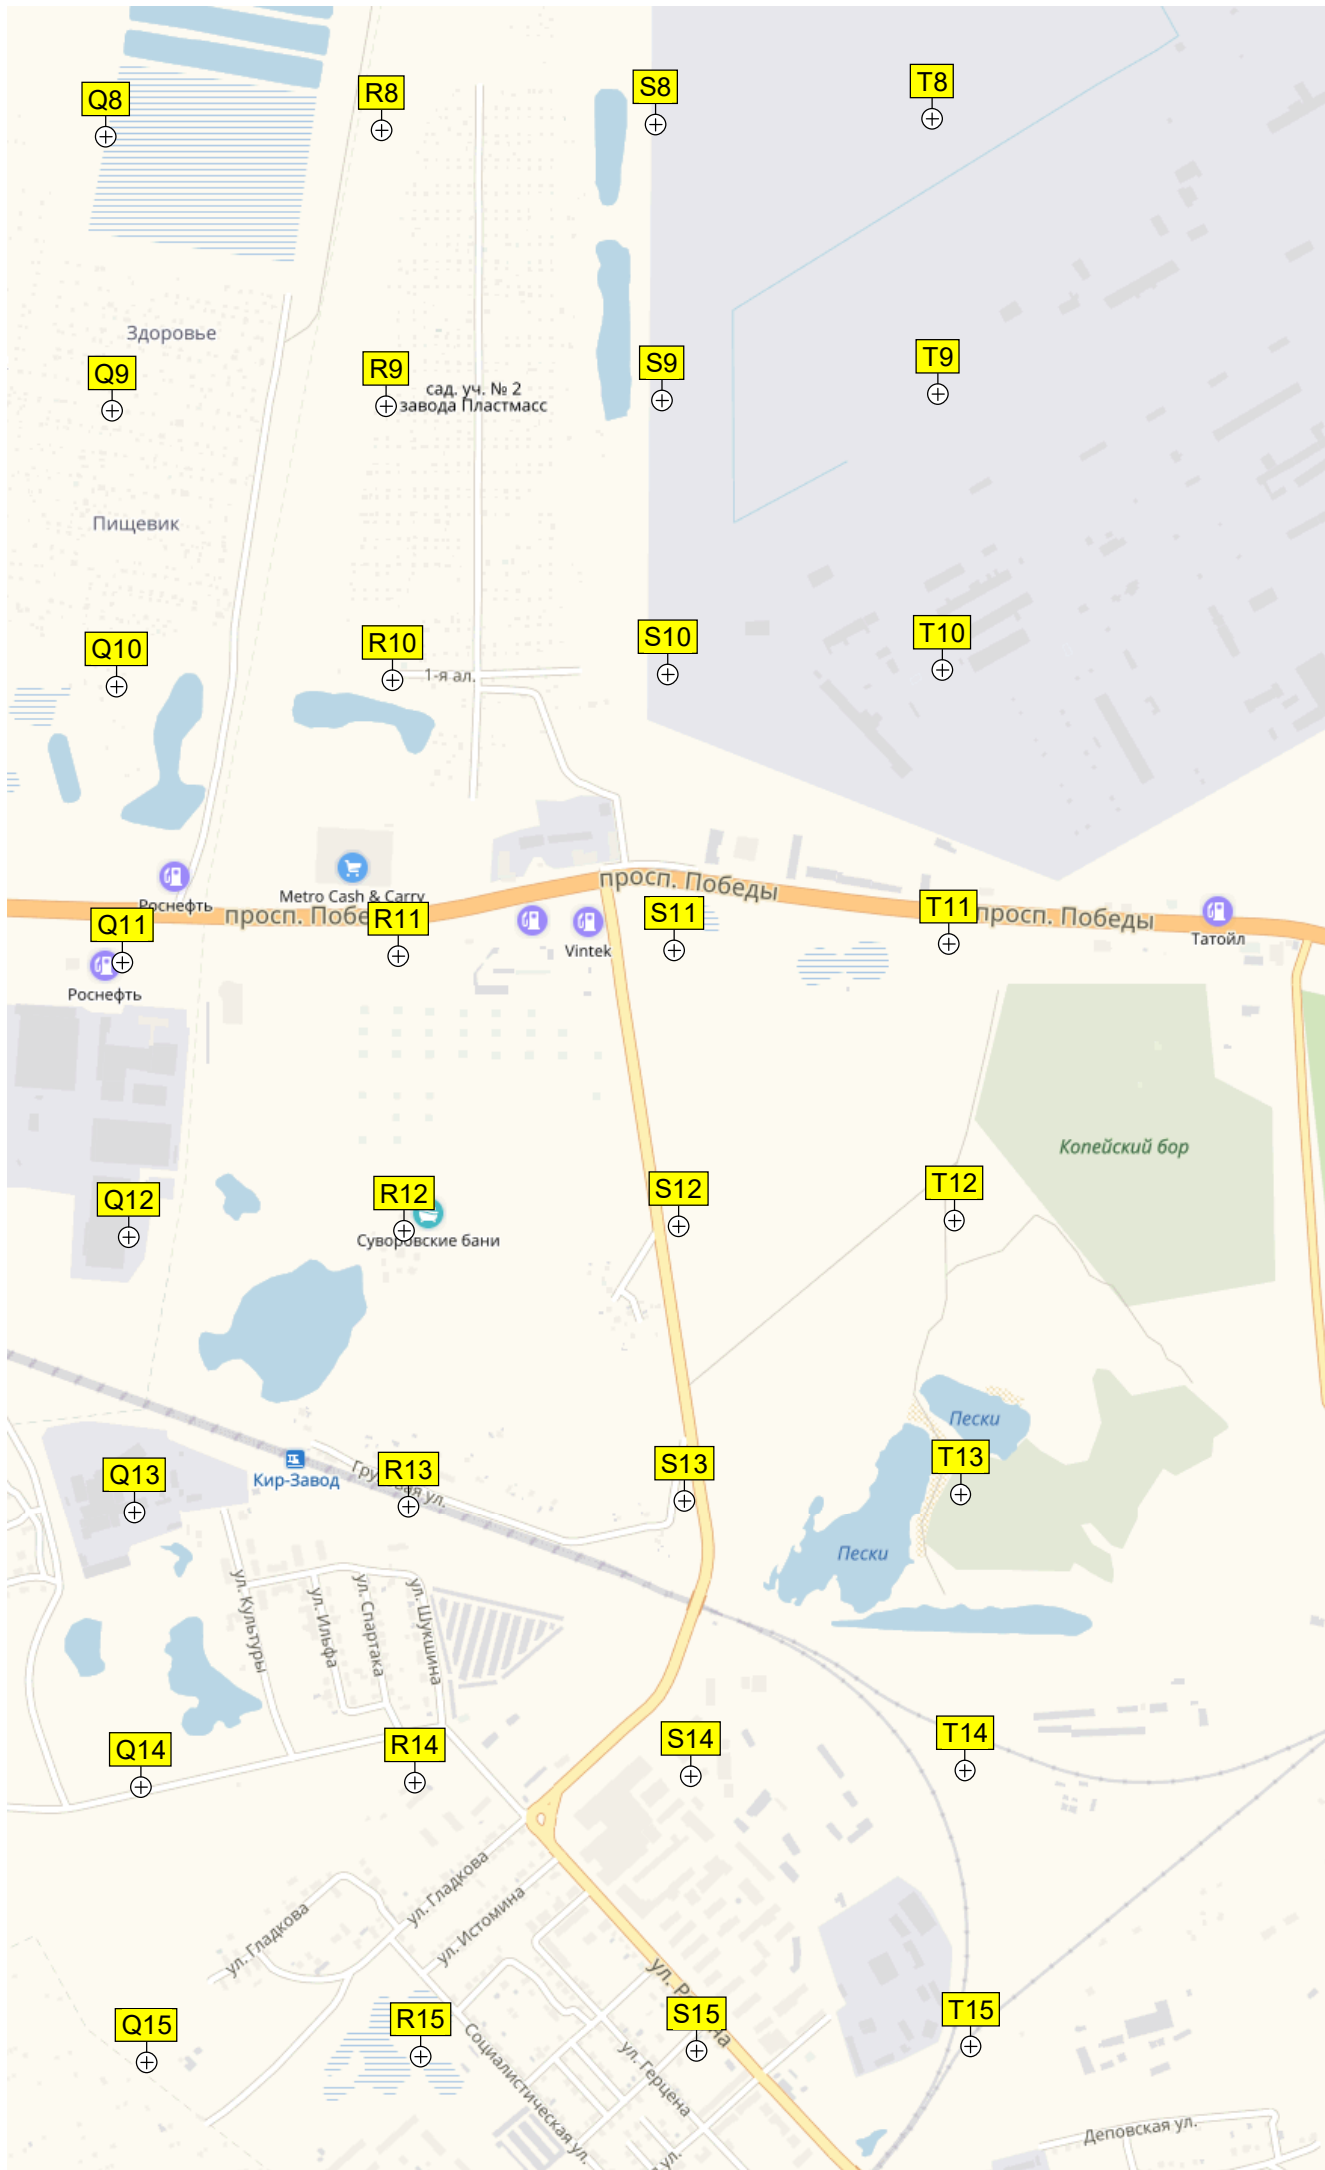 Q8
R8
S8
T8
Здоровье
Q9
R9
S9
T9
сад. уч. № 2
завода Пластмасс
Пищевик
Q10
R10
S10
T10
1-я ал.
Роснефть
Metro Cash & Carry
просп. Победы
просп. Победы
Татойл
Q11
R11
S11
T11
просп. Побе
Vintek
Роснефть
Копейский бор
Q12
R12
S12
T12
Суворовские бани
Пески
Q13
Кир-Завод
R13
S13
T13
Пески
ул. Культуры
ул. Ильфа
ул. Спартака
ул. Шукшина
Q14
R14
S14
T14
ул. Гладкова
ул. Гладкова
ул. Истомина
Q15
R15
S15
T15
Социалистическая ул.
ул. Герцена
Деповская ул.